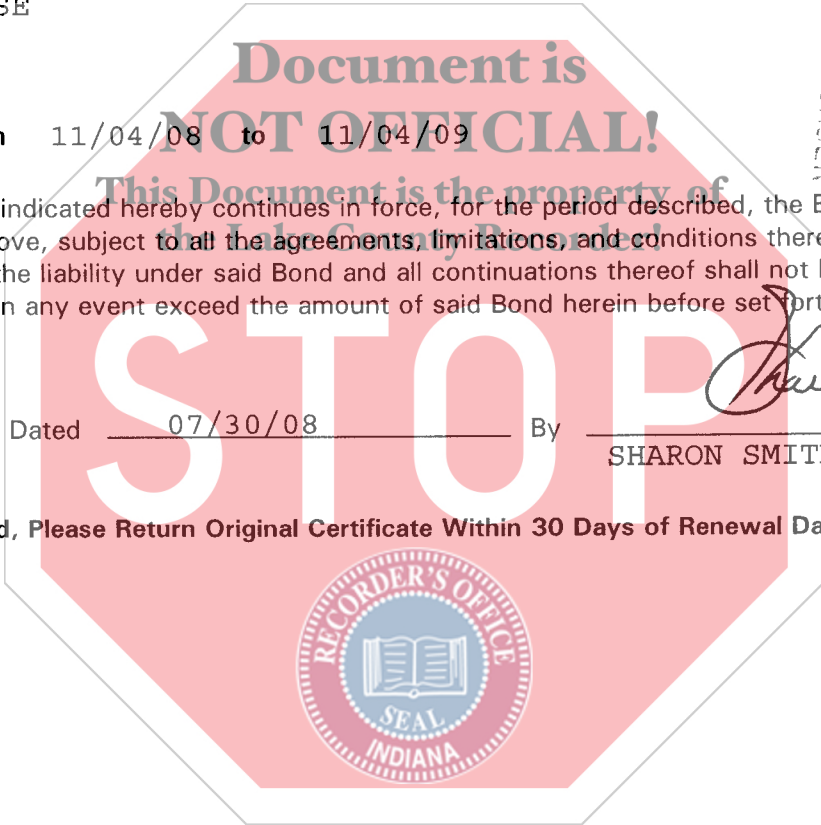 SE
Document is
NOT OFFICIAL!
11/04/08 to 11/04/09
This Document is the property of
indicated hereby continues in force, for the period described, the
the Lake County Recorder!
ove, subject to all the agreements, limitations, and conditions there
the liability under said Bond and all continuations thereof shall not
n any event exceed the amount of said Bond herein before set fort
STOP
Dated 07/30/08 By
SHARON SMIT
d, Please Return Original Certificate Within 30 Days of Renewal Da
RECORDER'S OFFICE
SEAL
INDIANA